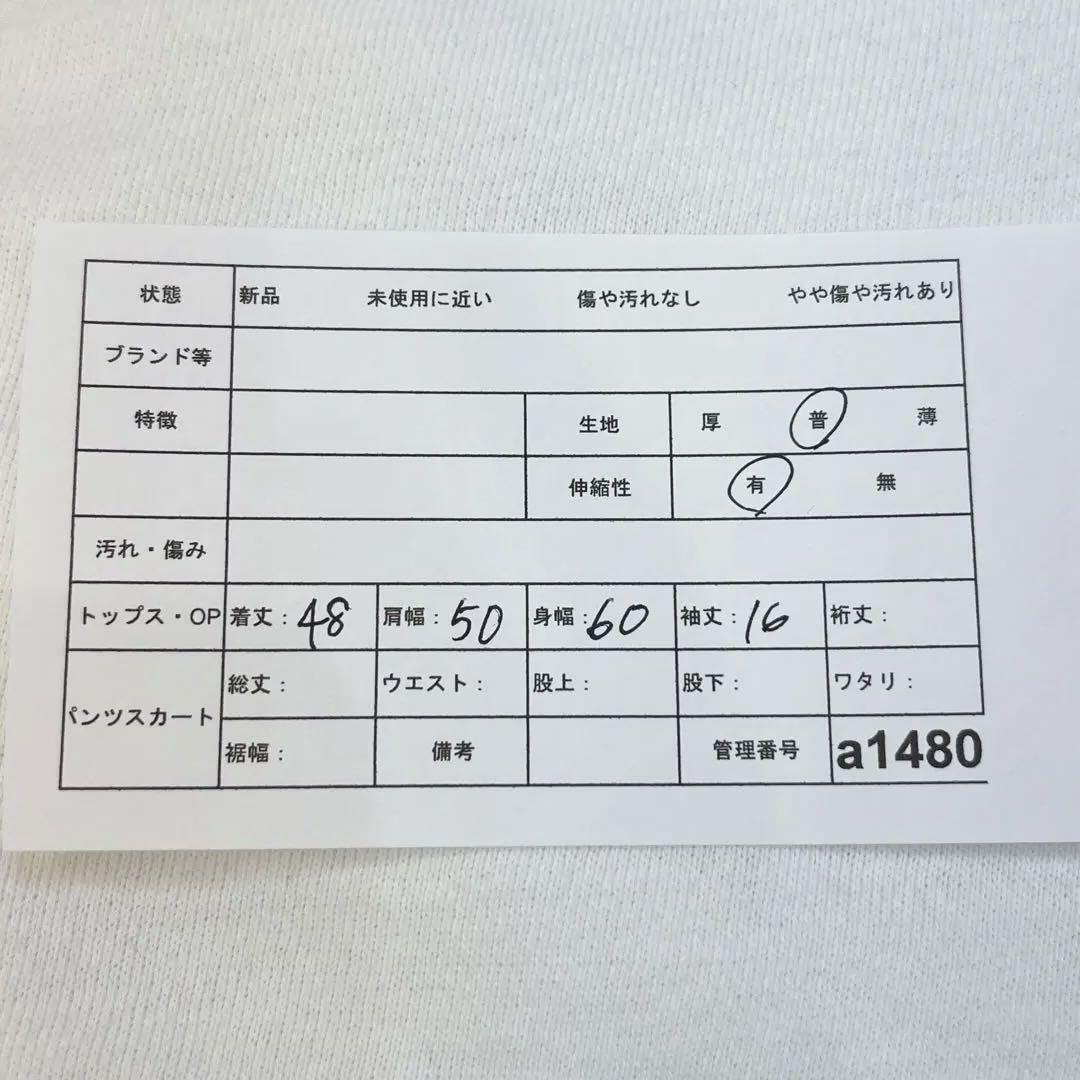 状態 新品 未使用に近い 傷や汚れなし やや傷や汚れあり
ブランド等
特徴 生地 厚 普 薄
伸縮性 有 無
汚れ・傷み
トップス・OP 着丈：48 肩幅：50 身幅：60 袖丈：16 裄丈：
パンツスカート 総丈： ウエスト： 股上： 股下： ワタリ：
裾幅： 備考 管理番号 a1480